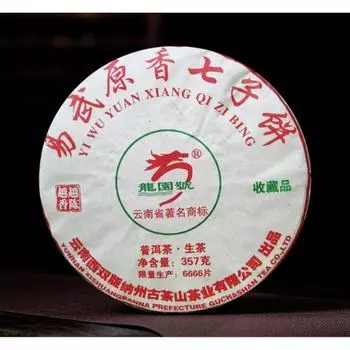 易武原香七子饼
YI WU YUAN XIANG QI ZI BING
®
龍園號
云南省著名商标
收藏品
越陈
越香
普洱茶·生茶
净含量：357克
限量生产：6666片
云南西双版纳州古茶山茶业有限公司 出品
YUNNAN XISHUANGPANNA PREFECTURE GUCHASHAN TEA CO.,LTD